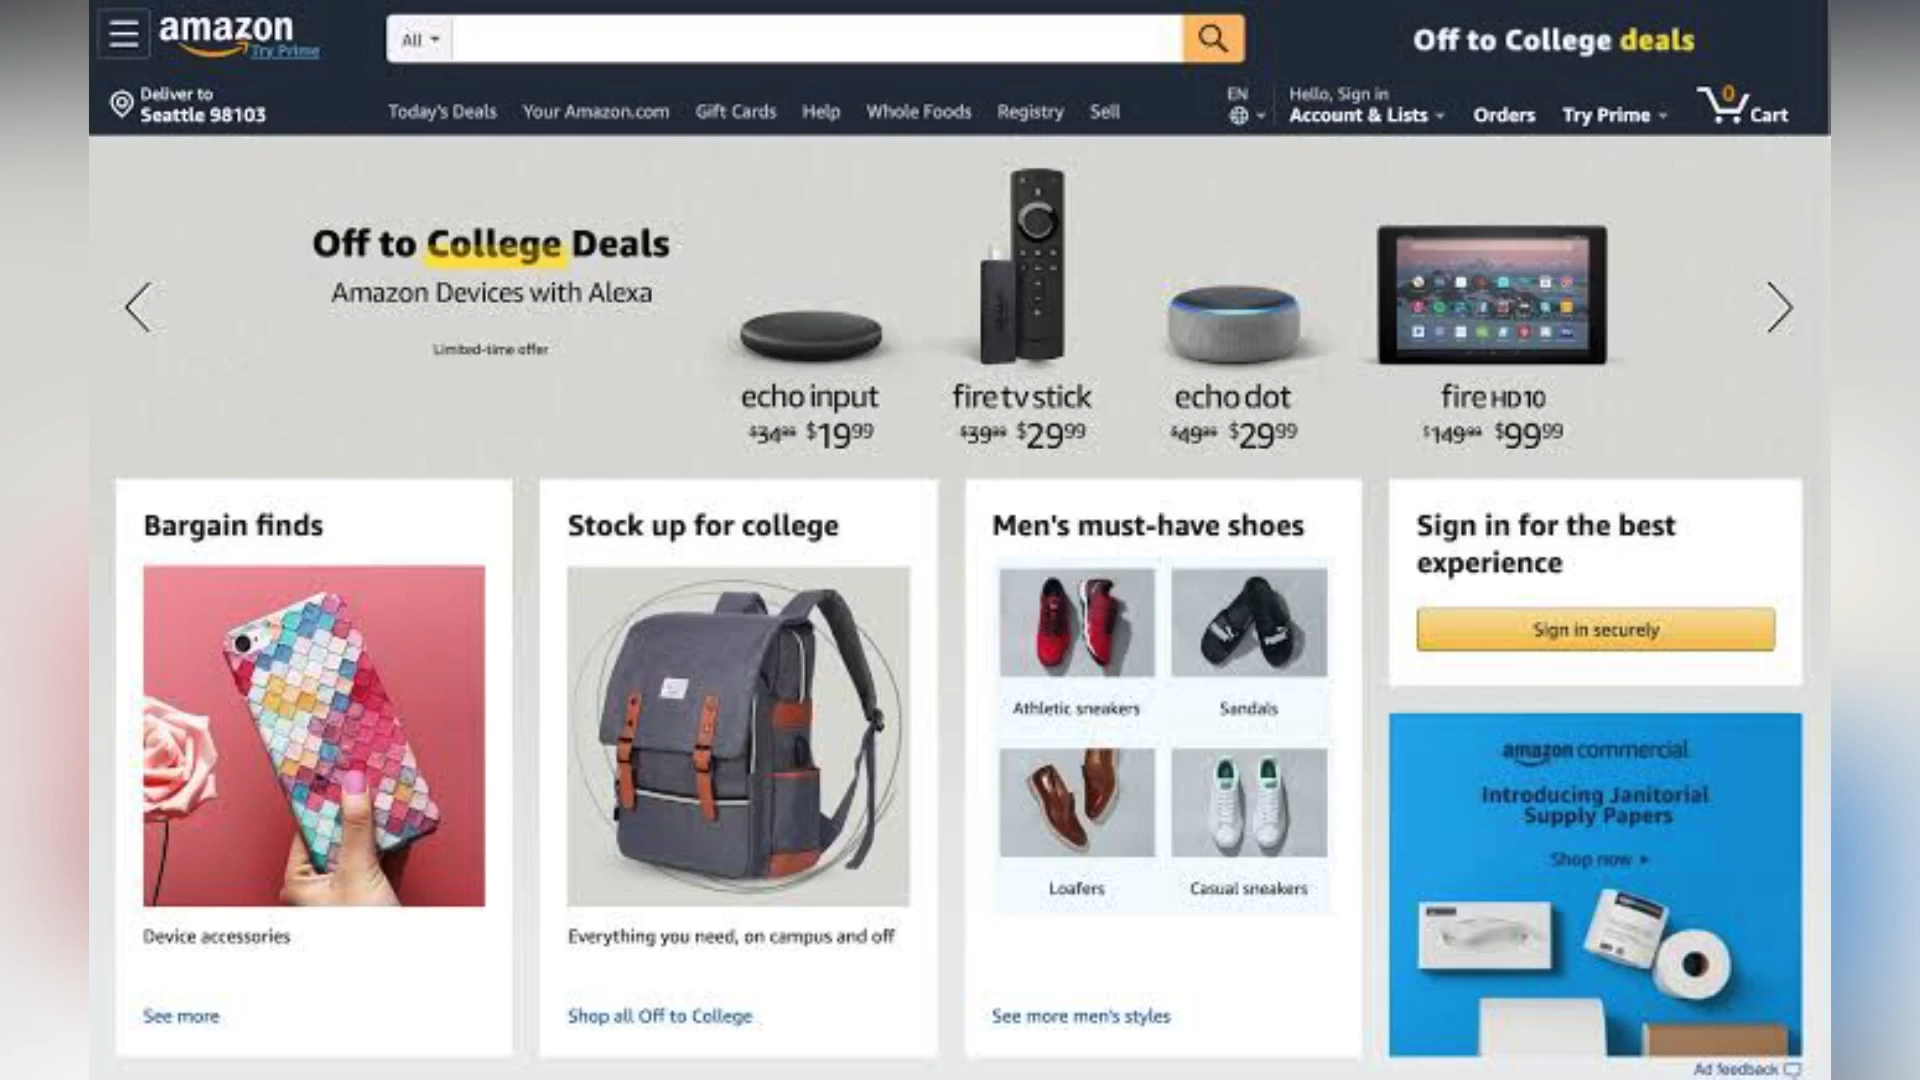 amazon
Try Prime
All
Off to College deals
Deliver to
Seattle 98103
Today's Deals
Your Amazon.com
Gift Cards
Help
Whole Foods
Registry
Sell
EN
Hello, Sign in
Account & Lists
Orders
Try Prime
0
Cart
Off to College Deals
Amazon Devices with Alexa
Limited-time offer
echo input
$34.99 $19.99
fire tv stick
$39.99 $29.99
echo dot
$49.99 $29.99
fire HD 10
$149.99 $99.99
Bargain finds
Device accessories
See more
Stock up for college
Everything you need, on campus and off
Shop all Off to College
Men's must-have shoes
Athletic sneakers
Sandals
Loafers
Casual sneakers
See more men's styles
Sign in for the best
experience
Sign in securely
amazon commercial
Introducing Janitorial
Supply Papers
Shop now
Ad feedback